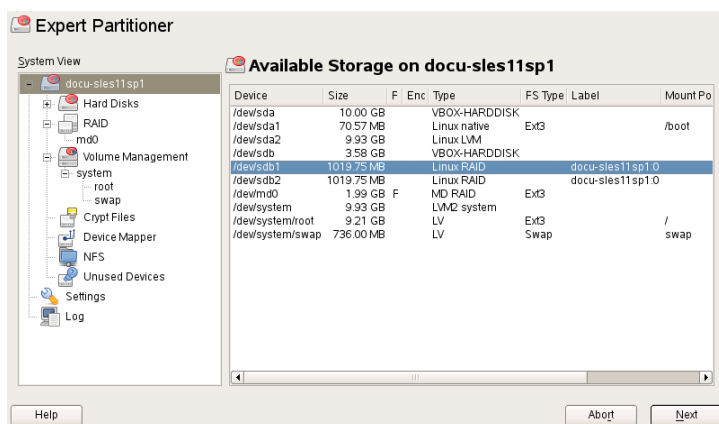 Expert Partitioner
System View
docu-sles11sp1
Hard Disks
RAID
md0
Volume Management
system
root
swap
Crypt Files
Device Mapper
NFS
Unused Devices
Settings
Log
Available Storage on docu-sles11sp1
Device Size F Enc Type FS Type Label Mount Po
/dev/sda 10.00 GB VBOX-HARDDISK
/dev/sda1 70.57 MB Linux native Ext3 /boot
/dev/sda2 9.93 GB Linux LVM
/dev/sdb 3.58 GB VBOX-HARDDISK
/dev/sdb1 1019.75 MB Linux RAID docu-sles11sp1:0
/dev/sdb2 1019.75 MB Linux RAID docu-sles11sp1:0
/dev/md0 1.99 GB F MD RAID Ext3
/dev/system 9.93 GB LVM2 system
/dev/system/root 9.21 GB LV Ext3 /
/dev/system/swap 736.00 MB LV Swap swap
Help Abort Next